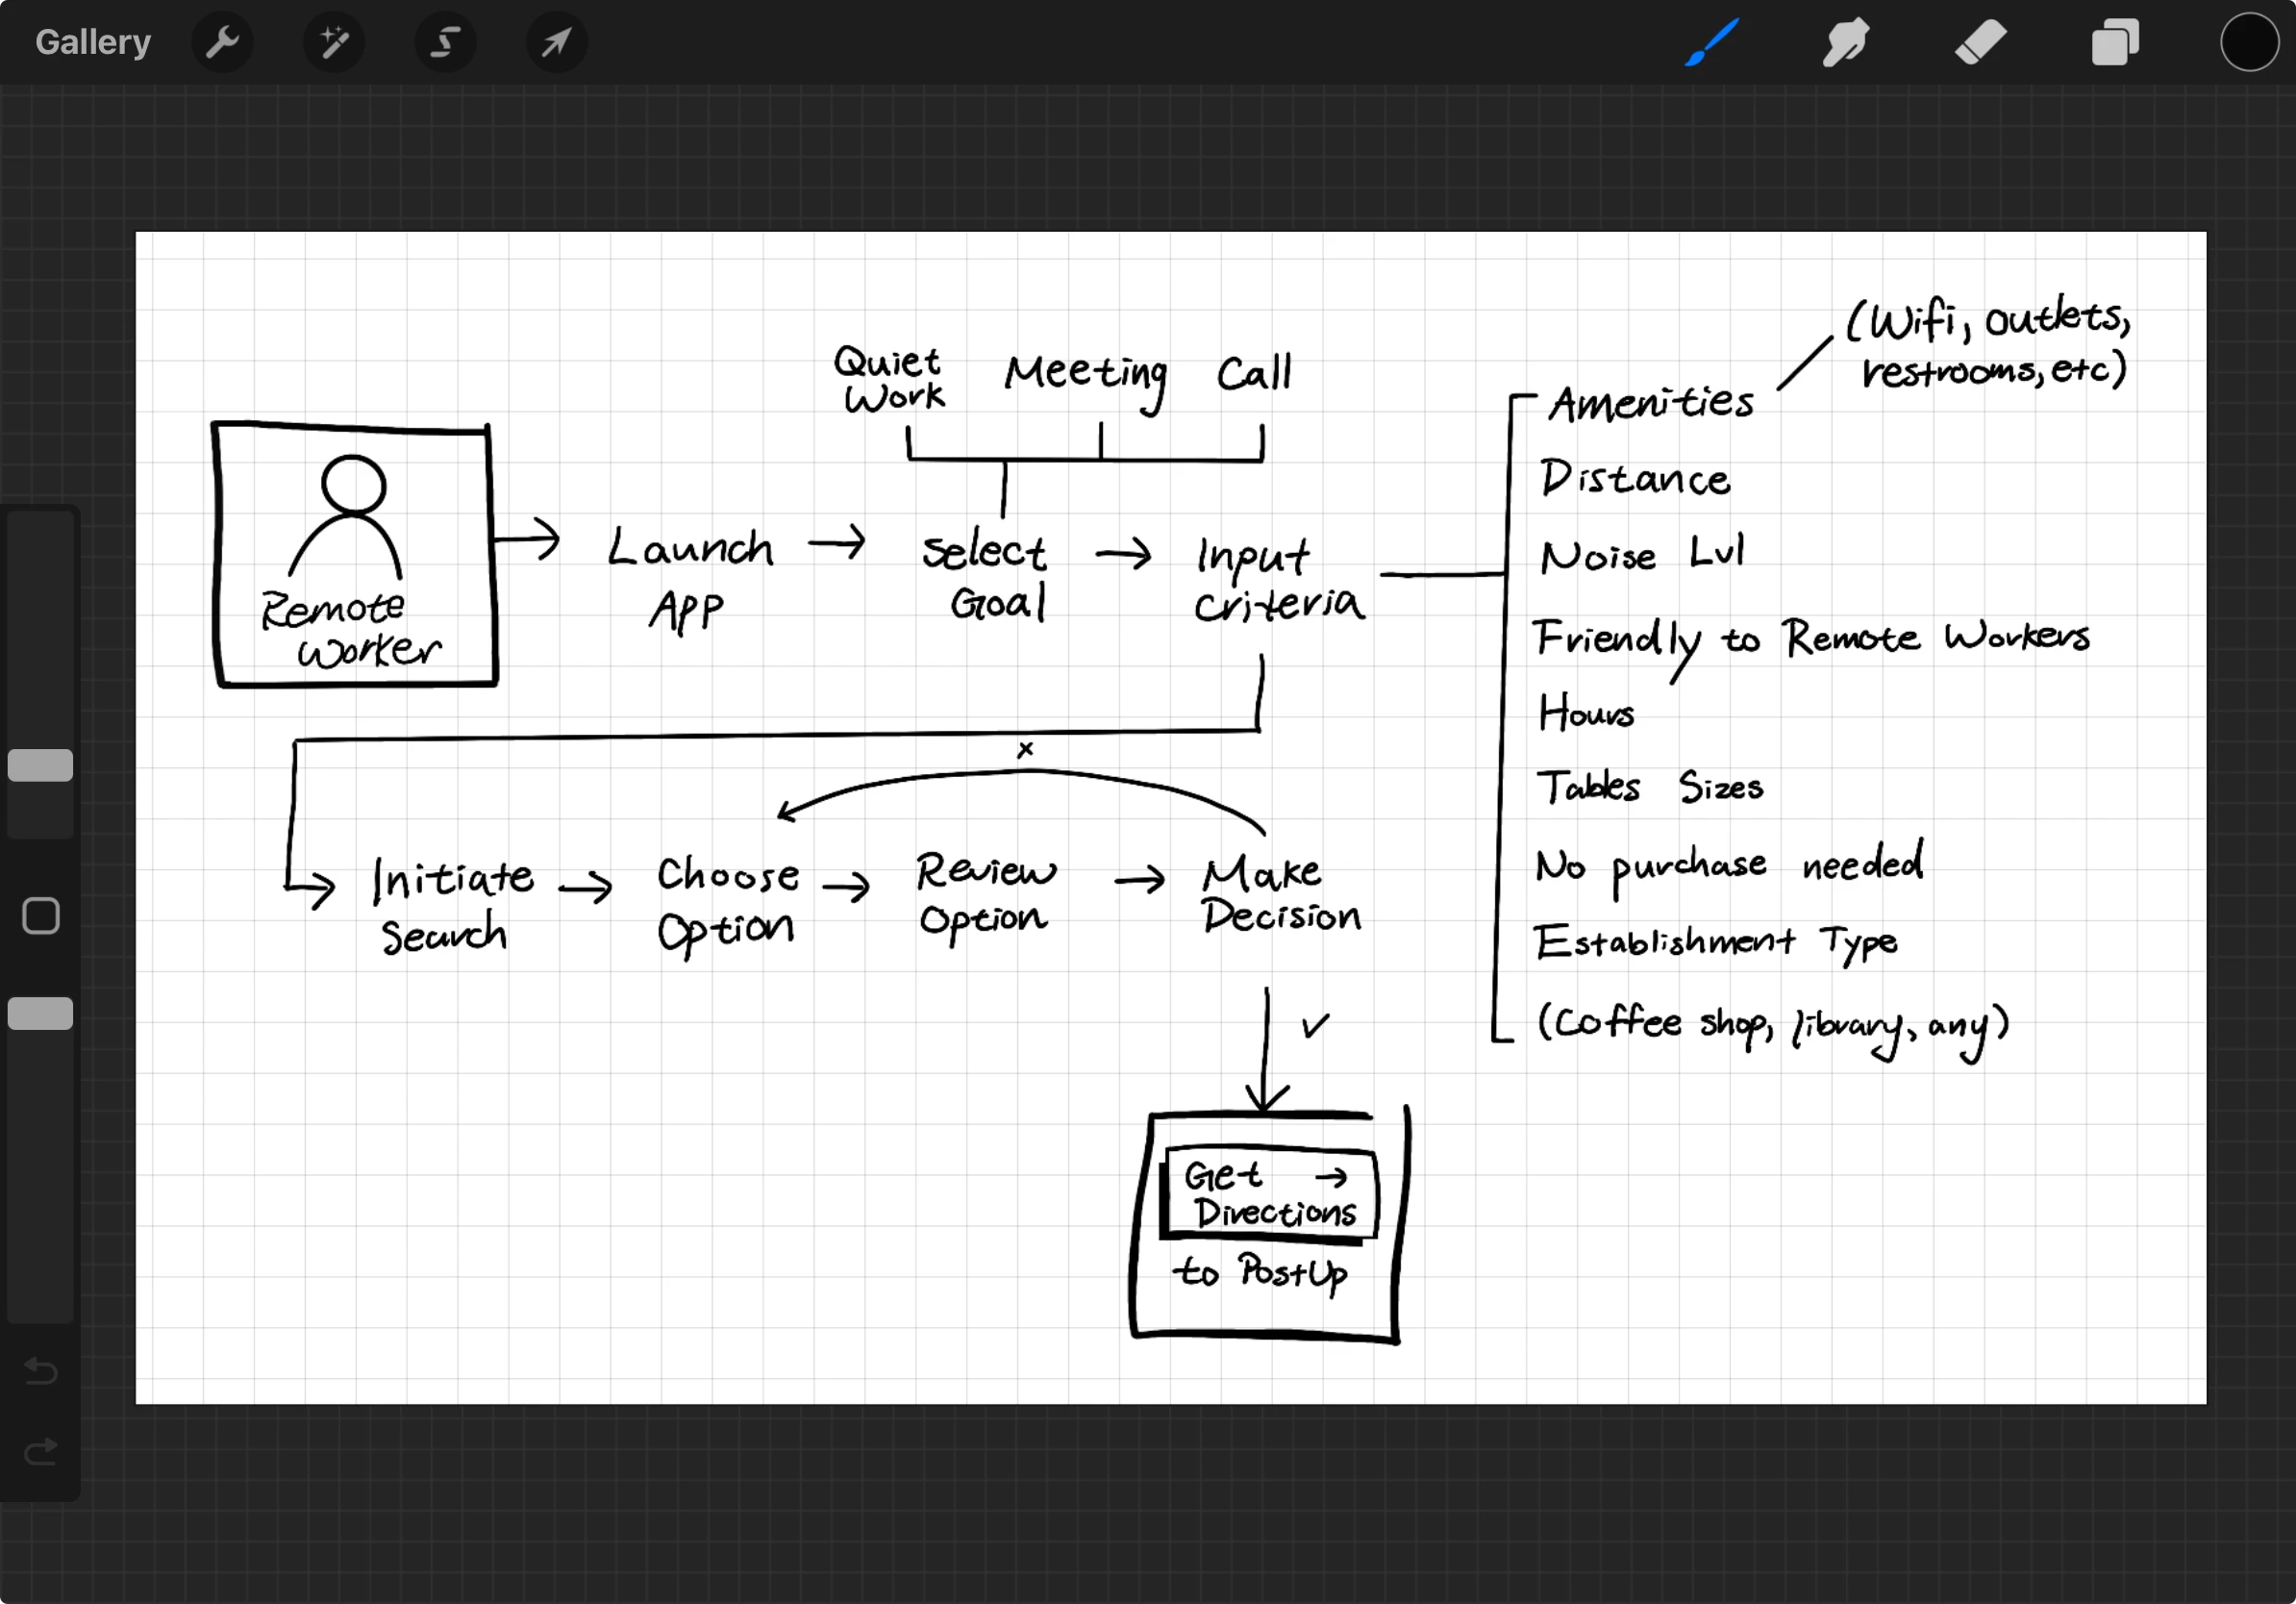 Gallery
Quiet
Work
Meeting
Call
(Wifi, outlets,
restrooms, etc)
Remote
Worker
Launch
App
Select
Goal
Input
Criteria
Amenities
Distance
Noise Lvl
Friendly to Remote Workers
Hours
Tables Sizes
No purchase needed
Establishment Type
(Coffee shop, library, any)
x
Initiate
Search
Choose
Option
Review
Option
Make
Decision
✓
Get →
Directions
to PostUp